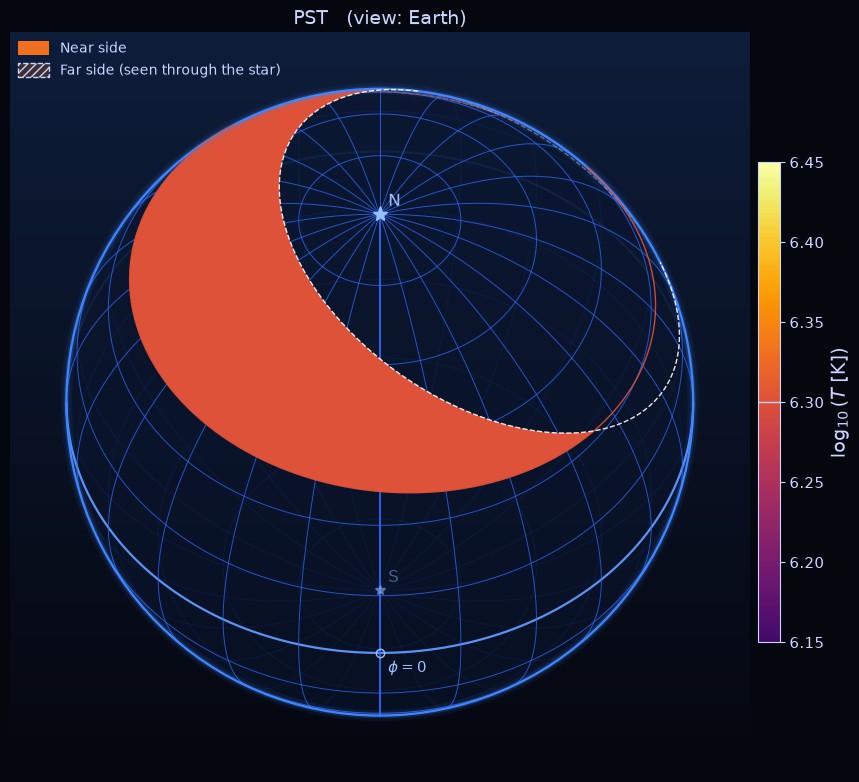 PST   (view: Earth)
Near side
Far side (seen through the star)
N
S
ϕ = 0
6.45
6.40
6.35
6.30
6.25
6.20
6.15
log₁₀(T [K])